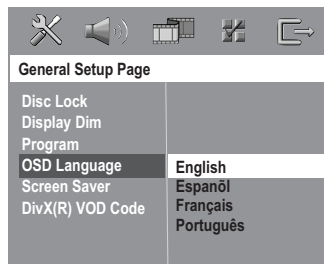 General Setup Page
Disc Lock
Display Dim
Program
OSD Language
Screen Saver
DivX(R) VOD Code
English
Espanõl
Français
Português